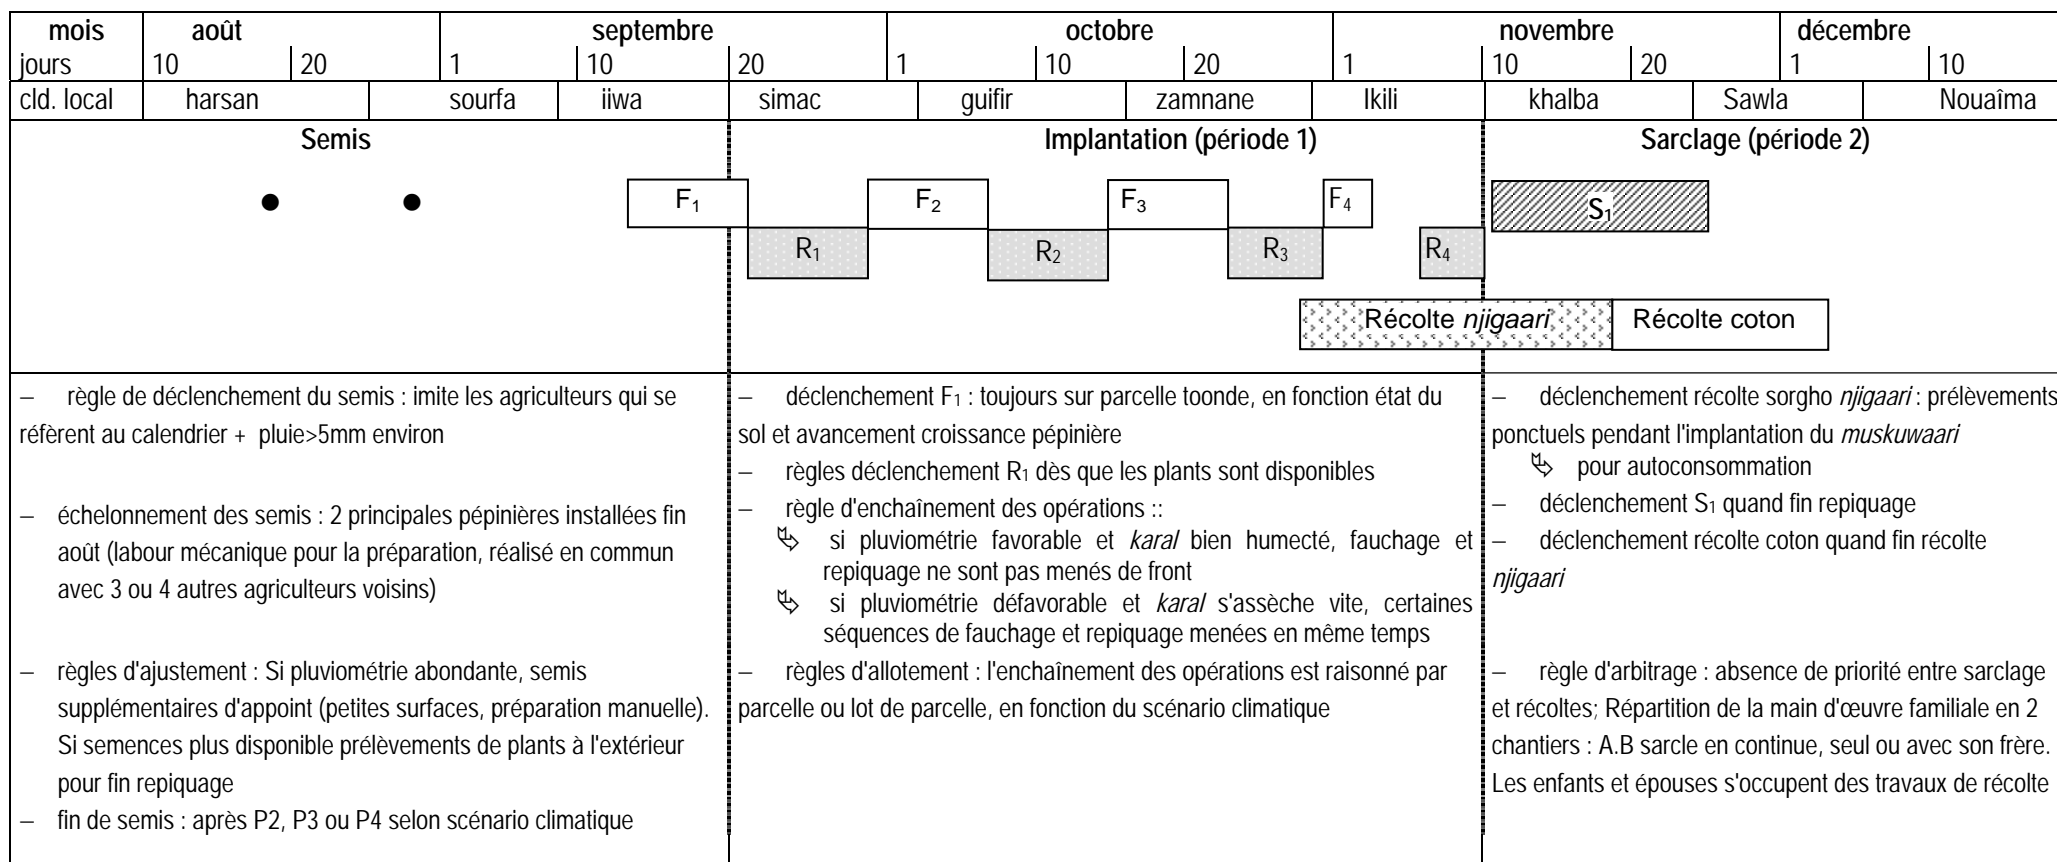 mois août septembre octobre novembre décembre
jours 10 20 1 10 20 1 10 20 1 10 20 1 10
cld. local harsan sourfa iiwa simac guifir zamnane Ikili khalba Sawla Nouaîma
Semis Implantation (période 1) Sarclage (période 2)
F1 F2 F3 F4 S1
R1 R2 R3 R4
Récolte njigaari Récolte coton
– règle de déclenchement du semis : imite les agriculteurs qui se
réfèrent au calendrier + pluie>5mm environ
– échelonnement des semis : 2 principales pépinières installées fin
août (labour mécanique pour la préparation, réalisé en commun
avec 3 ou 4 autres agriculteurs voisins)
– règles d'ajustement : Si pluviométrie abondante, semis
supplémentaires d'appoint (petites surfaces, préparation manuelle).
Si semences plus disponible prélèvements de plants à l'extérieur
pour fin repiquage
– fin de semis : après P2, P3 ou P4 selon scénario climatique
– déclenchement F1 : toujours sur parcelle toonde, en fonction état du
sol et avancement croissance pépinière
– règles déclenchement R1 dès que les plants sont disponibles
– règle d'enchaînement des opérations ::
↳ si pluviométrie favorable et karal bien humecté, fauchage et
repiquage ne sont pas menés de front
↳ si pluviométrie défavorable et karal s'assèche vite, certaines
séquences de fauchage et repiquage menées en même temps
– règles d'allotement : l'enchaînement des opérations est raisonné par
parcelle ou lot de parcelle, en fonction du scénario climatique
– déclenchement récolte sorgho njigaari : prélèvements
ponctuels pendant l'implantation du muskuwaari
↳ pour autoconsommation
– déclenchement S1 quand fin repiquage
– déclenchement récolte coton quand fin récolte
njigaari
– règle d'arbitrage : absence de priorité entre sarclage
et récoltes; Répartition de la main d'œuvre familiale en 2
chantiers : A.B sarcle en continue, seul ou avec son frère.
Les enfants et épouses s'occupent des travaux de récolte